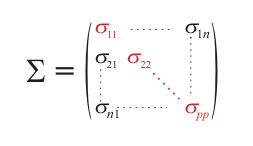 σ11 ........ σ1n
Σ = σ21 σ22
σn1 ........ σpp